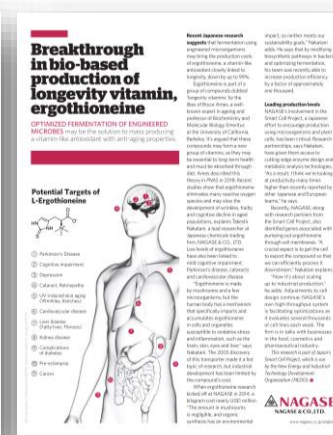 Breakthrough
in bio-based
production of
longevity vitamin,
ergothioneine
OPTIMIZED FERMENTATION OF ENGINEERED
MICROBES may be the solution to mass producing
a vitamin-like antioxidant with anti-aging properties.
Potential Targets of
L-Ergothioneine
Parkinson's Disease
Cognitive impairment
Depression
Cataract, Retinopathy
UV-induced skin aging
(Wrinkling, blotches)
Cardiovascular disease
Liver disease
(Fatty liver, Fibrosis)
Kidney disease
Complications
of diabetes
Pre-eclampsia
Cancer
Recent Japanese research
suggests that fermentation using
engineered microorganisms
may bring the production costs
of ergothioneine, a vitamin-like
antioxidant closely linked to
longevity, down by up to 99%.
Ergothioneine is part of a
group of compounds dubbed
'longevity vitamins'. By the
likes of Bruce Ames, a well-
known expert in ageing and
professor of Biochemistry and
Molecular Biology Emeritus
at the University of California,
Berkeley. It's argued that these
compounds may form a new
group of vitamins, as they may
be essential to long-term health
and must be absorbed through
diet. Ames described this
theory in PNAS in 2018. Recent
studies show that ergothioneine
eliminates many reactive oxygen
species and may slow the
development of wrinkles, frailty
and cognitive decline in aged
populations, explains Takeshi
Nakatani, a lead researcher at
Japanese chemicals trading
firm, NAGASE & CO., LTD.
Low levels of ergothioneine
have also been linked to
mild cognitive impairment,
Parkinson's disease, cataracts
and cardiovascular disease.
"Ergothioneine is made
by mushrooms and a few
microorganisms, but the
human body has a mechanism
that specifically imports and
accumulates ergothioneine
in cells and organelles
susceptible to oxidative stress
and inflammation, such as the
brain, skin, eyes and liver," says
Nakatani. The 2005 discovery
of this transporter made it a hot
topic of research, but industrial
development has been limited by
the compound's cost.
When ergothioneine research
kicked off at NAGASE in 2014, a
kilogram cost nearly USD1 million.
"The amount in mushrooms
is negligible, and organic
synthesis has an environmental
impact, so neither meets our
sustainability goals," Nakatani
adds. He says that by modifying
biosynthesis pathways in bacteria
and optimizing fermentation,
his team was recently able to
increase production efficiency
by a factor of approximately
one thousand.
Leading production levels
NAGASE's involvement in the
Smart Cell Project, a Japanese
effort to encourage production
using microorganisms and plant
cells, has been critical. Research
partnerships, says Nakatani,
have given them access to
cutting-edge enzyme design and
metabolic analysis technologies.
"As a result, I think we're looking
at productivity many times
higher than recently reported by
other Japanese and European
teams," he says.
Recently, NAGASE, along
with research partners from
the Smart Cell Project, also
identified genes associated with
pumping out ergothioneine
through cell membranes. "A
crucial aspect is to get the cell
to export the compound so that
we can efficiently process it
downstream," Nakatani explains.
"Now it's about scaling
up to industrial production,"
he adds. Adjustments to cell
design continue. NAGASE's
own high-throughput system
is facilitating optimizations as
it evaluates several thousands
of cell lines each week. The
firm is in talks with businesses
in the food, cosmetics and
pharmaceutical industry.
This research is part of Japan's
Smart Cell Project, which is run
by the New Energy and Industrial
Technology Development
Organization (NEDO).
NAGASE
NAGASE & CO., LTD.